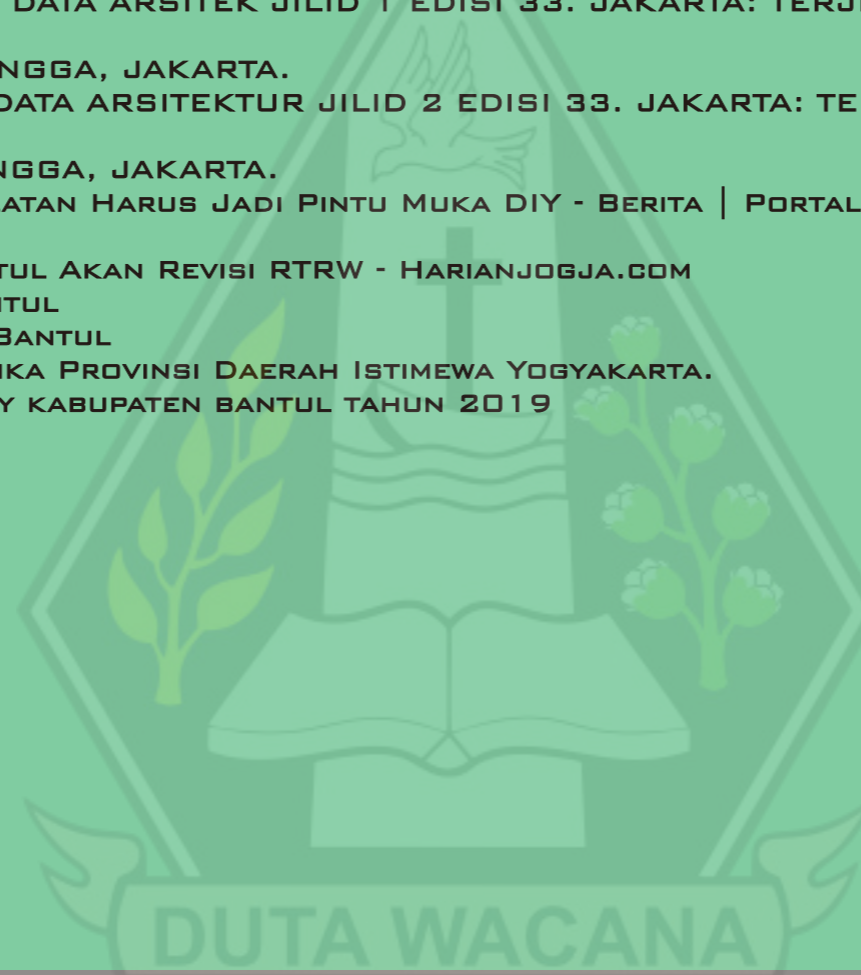 DATA ARSITEK JILID 1 EDISI 33. JAKARTA: TERJ
NGGA, JAKARTA.
DATA ARSITEKTUR JILID 2 EDISI 33. JAKARTA: TE
NGGA, JAKARTA.
ATAN HARUS JADI PINTU MUKA DIY - BERITA | PORTAL
TUL AKAN REVISI RTRW - HARIANJOGJA.COM
NTUL
BANTUL
IKA PROVINSI DAERAH ISTIMEWA YOGYAKARTA.
Y KABUPATEN BANTUL TAHUN 2019
DUTA WACANA